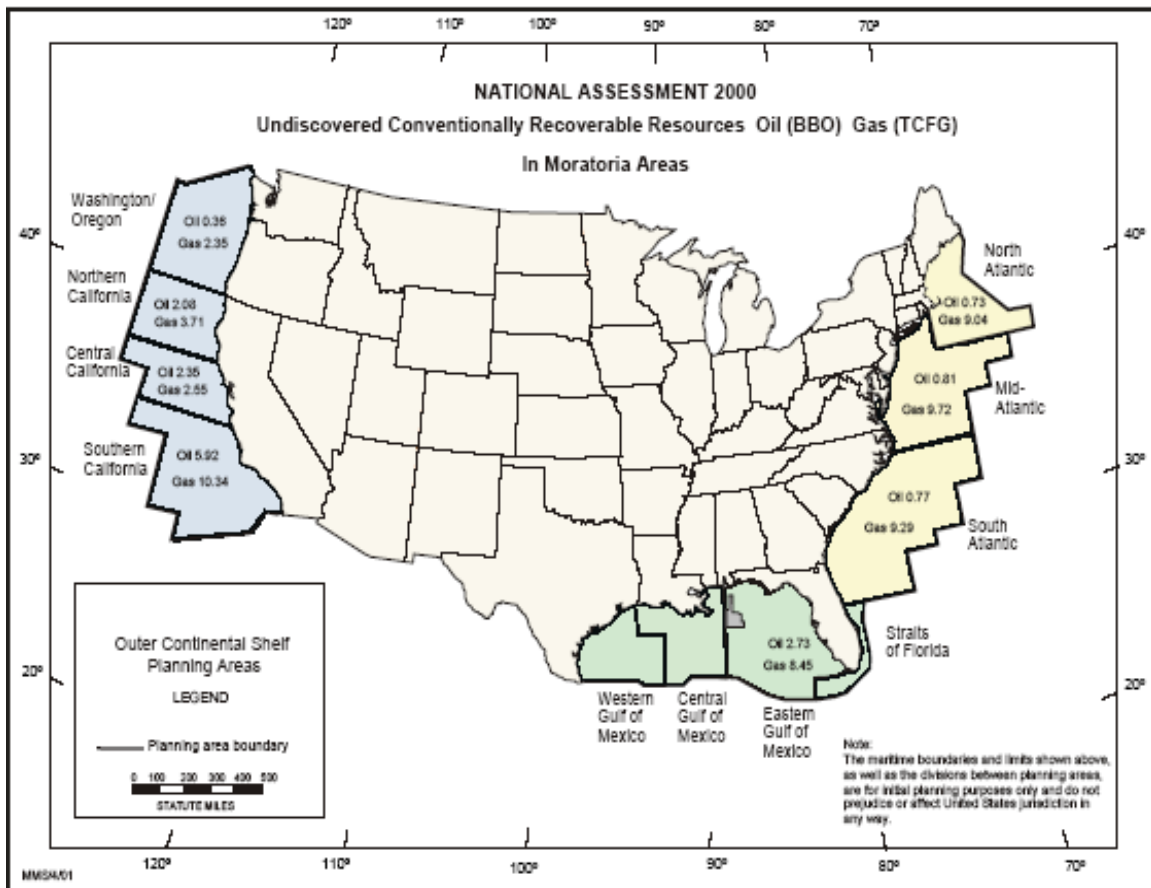 120° 110° 100° 90° 80° 70°
NATIONAL ASSESSMENT 2000
Undiscovered Conventionally Recoverable Resources Oil (BBO) Gas (TCFG)
In Moratoria Areas
Washington/
Oregon
Oil 0.36
Gas 2.35
40°
40°
North
Atlantic
Northern
California
Oil 2.08
Gas 3.71
Oil 0.73
Gas 9.04
Central
California
Oil 2.35
Gas 2.55
Oil 0.81
Gas 9.72
Mid-
Atlantic
Southern
California
Oil 5.92
Gas 10.34
30°
30°
Oil 0.77
Gas 9.29
South
Atlantic
Straits
of Florida
Oil 2.73
Gas 8.45
20°
20°
Western
Gulf of
Mexico
Central
Gulf of
Mexico
Eastern
Gulf of
Mexico
Outer Continental Shelf
Planning Areas
LEGEND
Planning area boundary
0 100 200 300 400 500
STATUTE MILES
Note:
The maritime boundaries and limits shown above,
as well as the divisions between planning areas,
are for initial planning purposes only and do not
prejudice or affect United States jurisdiction in
any way.
120° 110° 100° 90° 80° 70°
MMS/4/01